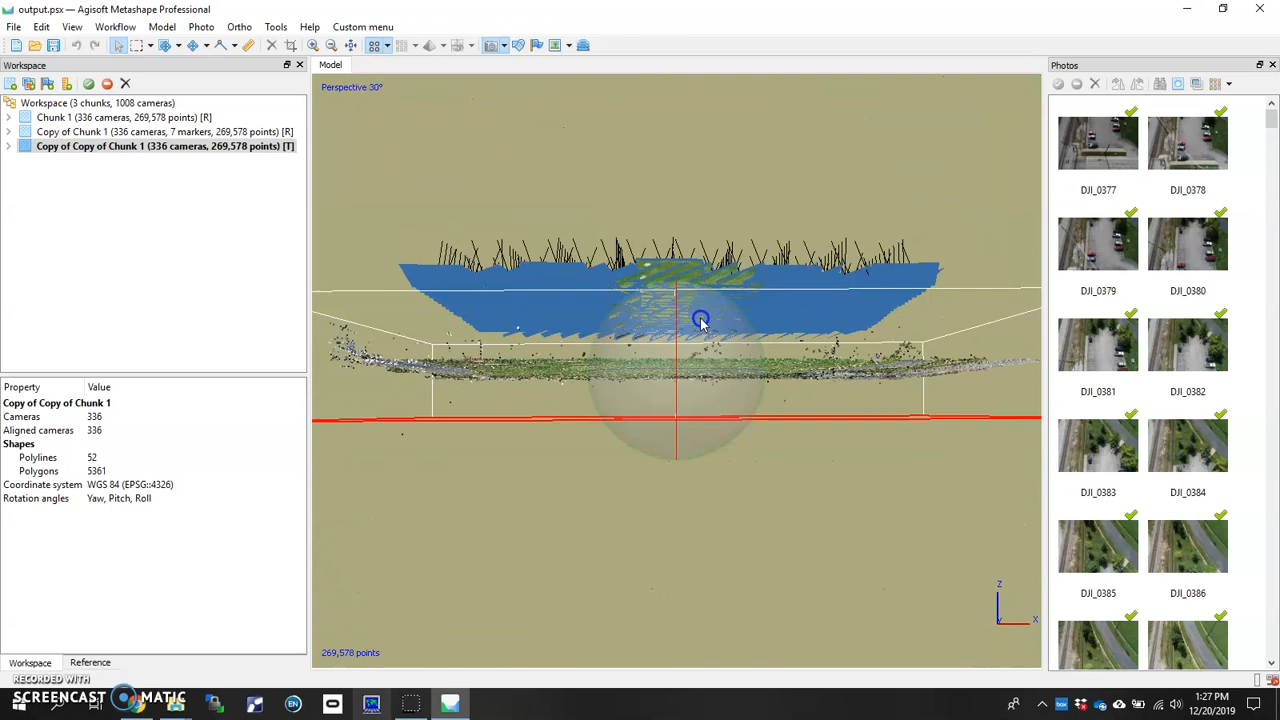 output.psx — Agisoft Metashape Professional
File Edit View Workflow Model Photo Ortho Tools Help Custom menu
Workspace
Model
Photos
Perspective 30°
Workspace (3 chunks, 1008 cameras)
Chunk 1 (336 cameras, 269,578 points) [R]
Copy of Chunk 1 (336 cameras, 7 markers, 269,578 points) [R]
Copy of Copy of Chunk 1 (336 cameras, 269,578 points) [T]
DJI_0377 DJI_0378
DJI_0379 DJI_0380
DJI_0381 DJI_0382
DJI_0383 DJI_0384
DJI_0385 DJI_0386
Property Value
Copy of Copy of Chunk 1
Cameras 336
Aligned cameras 336
Shapes
Polylines 52
Polygons 5361
Coordinate system WGS 84 (EPSG::4326)
Rotation angles Yaw, Pitch, Roll
Z
X
269,578 points
Workspace Reference
RECORDED WITH
SCREENCAST MATIC
EN
box
1:27 PM
12/20/2019